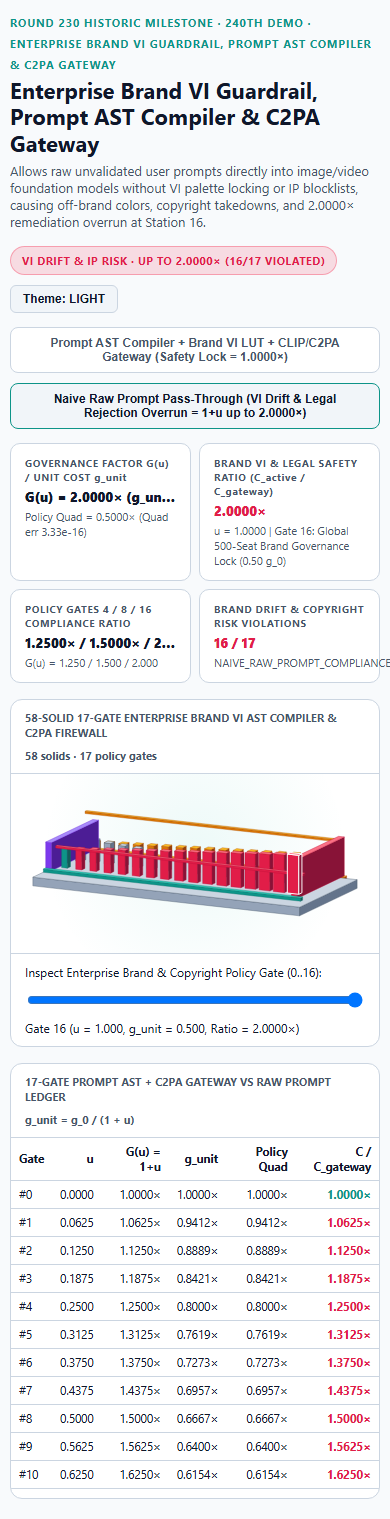 ROUND 230 HISTORIC MILESTONE · 240TH DEMO ·
ENTERPRISE BRAND VI GUARDRAIL, PROMPT AST COMPILER
& C2PA GATEWAY
Enterprise Brand VI Guardrail,
Prompt AST Compiler & C2PA
Gateway
Allows raw unvalidated user prompts directly into image/video
foundation models without VI palette locking or IP blocklists,
causing off-brand colors, copyright takedowns, and 2.0000×
remediation overrun at Station 16.
VI DRIFT & IP RISK · UP TO 2.0000× (16/17 VIOLATED)
Theme: LIGHT
Prompt AST Compiler + Brand VI LUT + CLIP/C2PA
Gateway (Safety Lock = 1.0000×)
Naive Raw Prompt Pass-Through (VI Drift & Legal
Rejection Overrun = 1+u up to 2.0000×)
GOVERNANCE FACTOR G(u)
/ UNIT COST g_unit
G(u) = 2.0000× (g_un...
Policy Quad = 0.5000× (Quad
err 3.33e-16)
BRAND VI & LEGAL SAFETY
RATIO (C_active /
C_gateway)
2.0000×
u = 1.0000 | Gate 16: Global
500-Seat Brand Governance
Lock (0.50 g_0)
POLICY GATES 4 / 8 / 16
COMPLIANCE RATIO
1.2500× / 1.5000× / 2...
G(u) = 1.250 / 1.500 / 2.000
BRAND DRIFT & COPYRIGHT
RISK VIOLATIONS
16 / 17
NAIVE_RAW_PROMPT_COMPLIANCE
58-SOLID 17-GATE ENTERPRISE BRAND VI AST COMPILER &
C2PA FIREWALL
58 solids · 17 policy gates
Inspect Enterprise Brand & Copyright Policy Gate (0..16):
Gate 16 (u = 1.000, g_unit = 0.500, Ratio = 2.0000×)
17-GATE PROMPT AST + C2PA GATEWAY VS RAW PROMPT
LEDGER
g_unit = g_0 / (1 + u)
Gate u G(u) = 1+u g_unit Policy Quad C / C_gateway
#0 0.0000 1.0000× 1.0000× 1.0000× 1.0000×
#1 0.0625 1.0625× 0.9412× 0.9412× 1.0625×
#2 0.1250 1.1250× 0.8889× 0.8889× 1.1250×
#3 0.1875 1.1875× 0.8421× 0.8421× 1.1875×
#4 0.2500 1.2500× 0.8000× 0.8000× 1.2500×
#5 0.3125 1.3125× 0.7619× 0.7619× 1.3125×
#6 0.3750 1.3750× 0.7273× 0.7273× 1.3750×
#7 0.4375 1.4375× 0.6957× 0.6957× 1.4375×
#8 0.5000 1.5000× 0.6667× 0.6667× 1.5000×
#9 0.5625 1.5625× 0.6400× 0.6400× 1.5625×
#10 0.6250 1.6250× 0.6154× 0.6154× 1.6250×